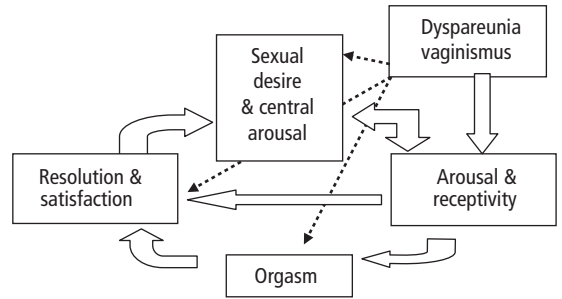 Dyspareunia
vaginismus
Sexual
desire
& central
arousal
Resolution &
satisfaction
Arousal &
receptivity
Orgasm